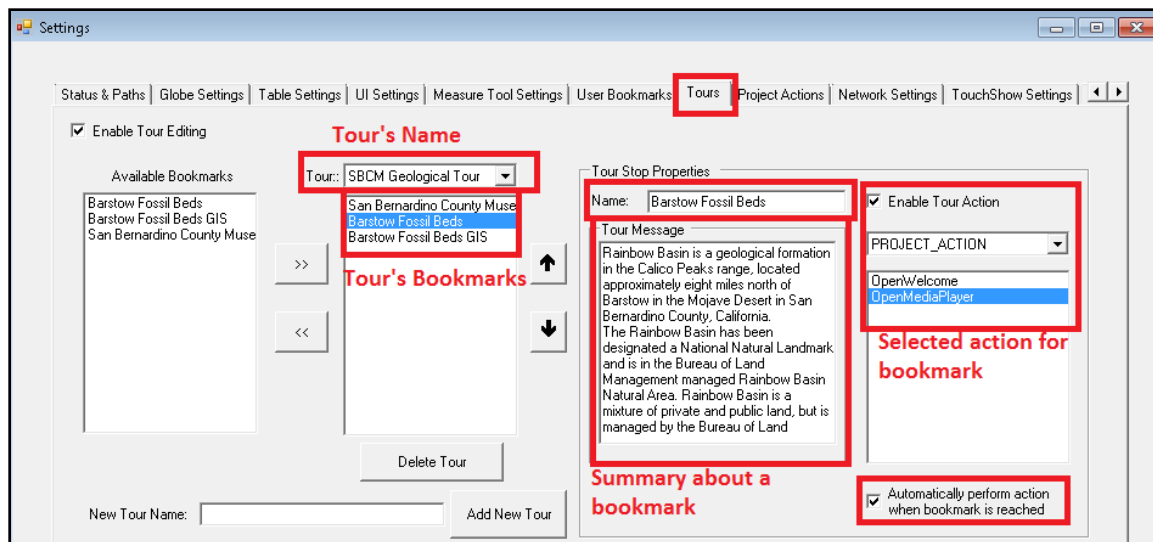 Settings
Status & Paths Globe Settings Table Settings UI Settings Measure Tool Settings User Bookmarks Tours Project Actions Network Settings TouchShow Settings
Enable Tour Editing
Tour's Name
Available Bookmarks
Tour:: SBCM Geological Tour
Barstow Fossil Beds
Barstow Fossil Beds GIS
San Bernardino County Muse
San Bernardino County Muse
Barstow Fossil Beds
Barstow Fossil Beds GIS
>>
<<
Tour's Bookmarks
Delete Tour
New Tour Name:
Add New Tour
Tour Stop Properties
Name: Barstow Fossil Beds
Tour Message
Rainbow Basin is a geological formation
in the Calico Peaks range, located
approximately eight miles north of
Barstow in the Mojave Desert in San
Bernardino County, California.
The Rainbow Basin has been
designated a National Natural Landmark
and is in the Bureau of Land
Management managed Rainbow Basin
Natural Area. Rainbow Basin is a
mixture of private and public land, but is
managed by the Bureau of Land
Summary about a
bookmark
Enable Tour Action
PROJECT_ACTION
OpenWelcome
OpenMediaPlayer
Selected action for
bookmark
Automatically perform action
when bookmark is reached